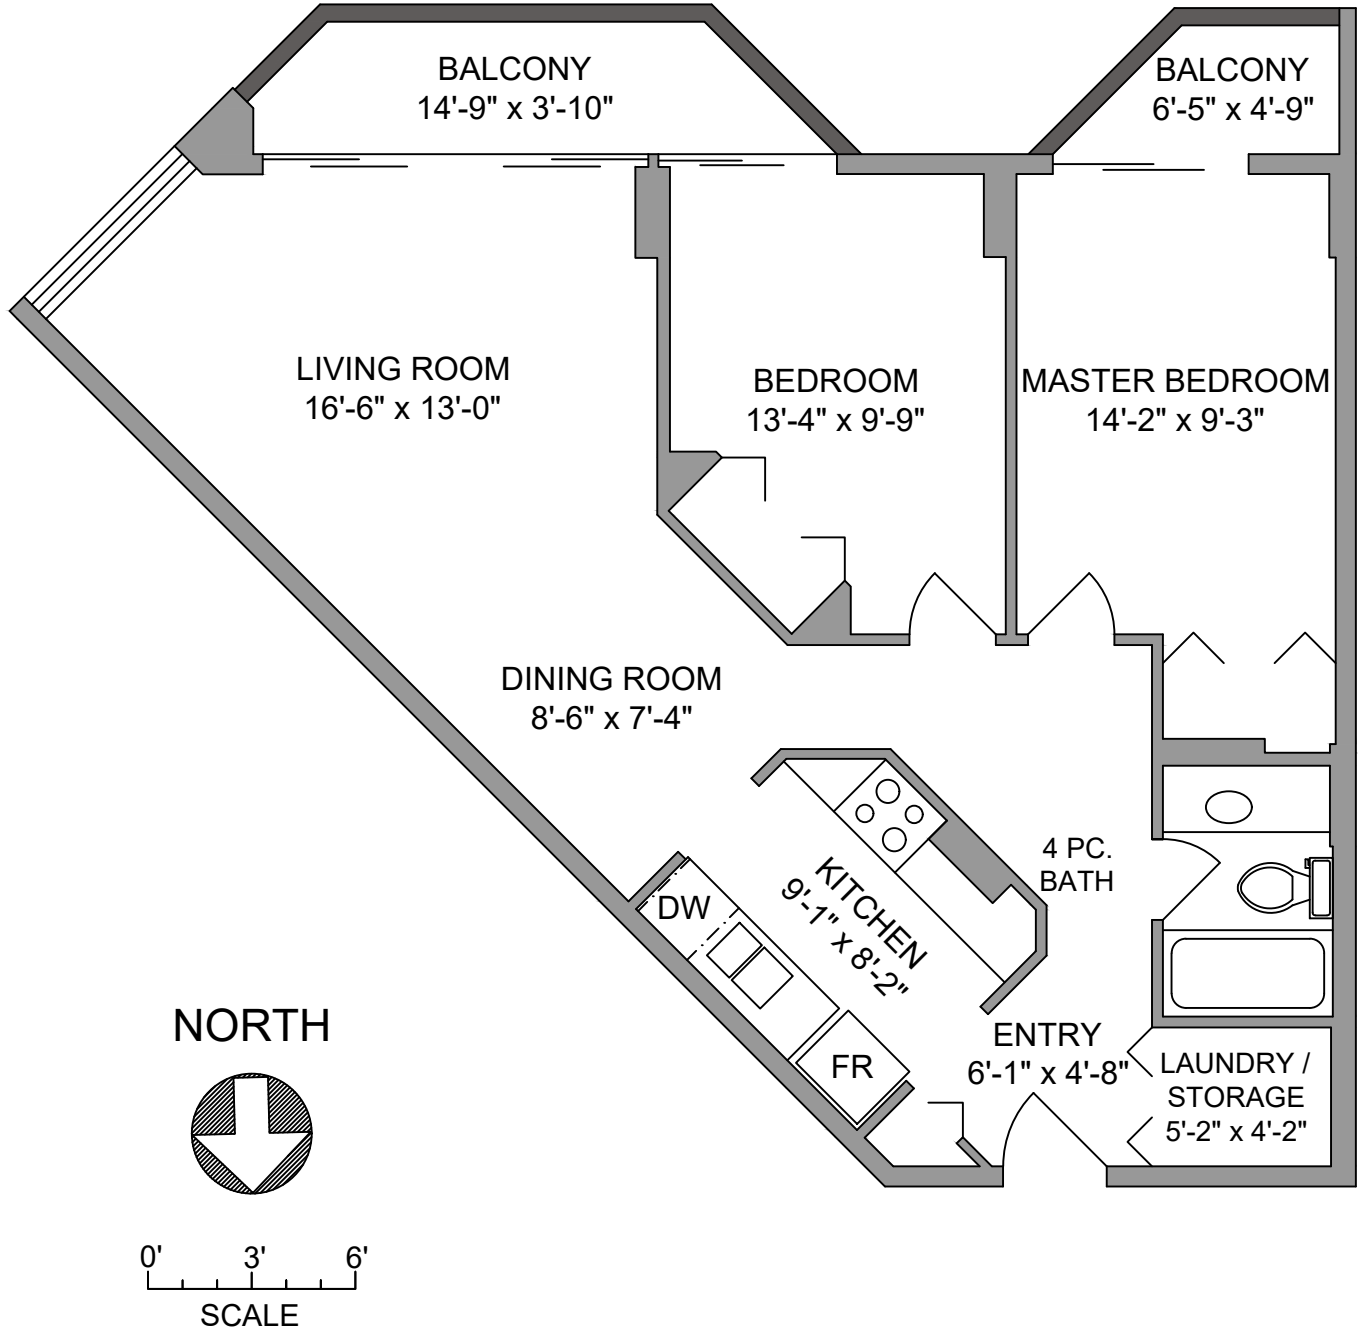 BALCONY
14'-9" x 3'-10"
BALCONY
6'-5" x 4'-9"
LIVING ROOM
16'-6" x 13'-0"
BEDROOM
13'-4" x 9'-9"
MASTER BEDROOM
14'-2" x 9'-3"
DINING ROOM
8'-6" x 7'-4"
KITCHEN
9'-1" x 8'-2"
4 PC.
BATH
DW
FR
ENTRY
6'-1" x 4'-8"
LAUNDRY /
STORAGE
5'-2" x 4'-2"
NORTH
0' 3' 6'
SCALE